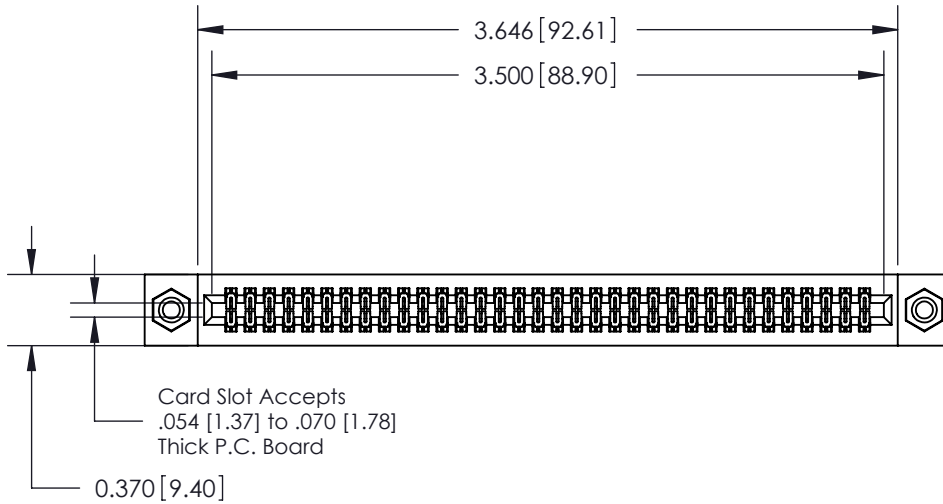 3.646 [92.61]
3.500 [88.90]
Card Slot Accepts
.054 [1.37] to .070 [1.78]
Thick P.C. Board
0.370 [9.40]